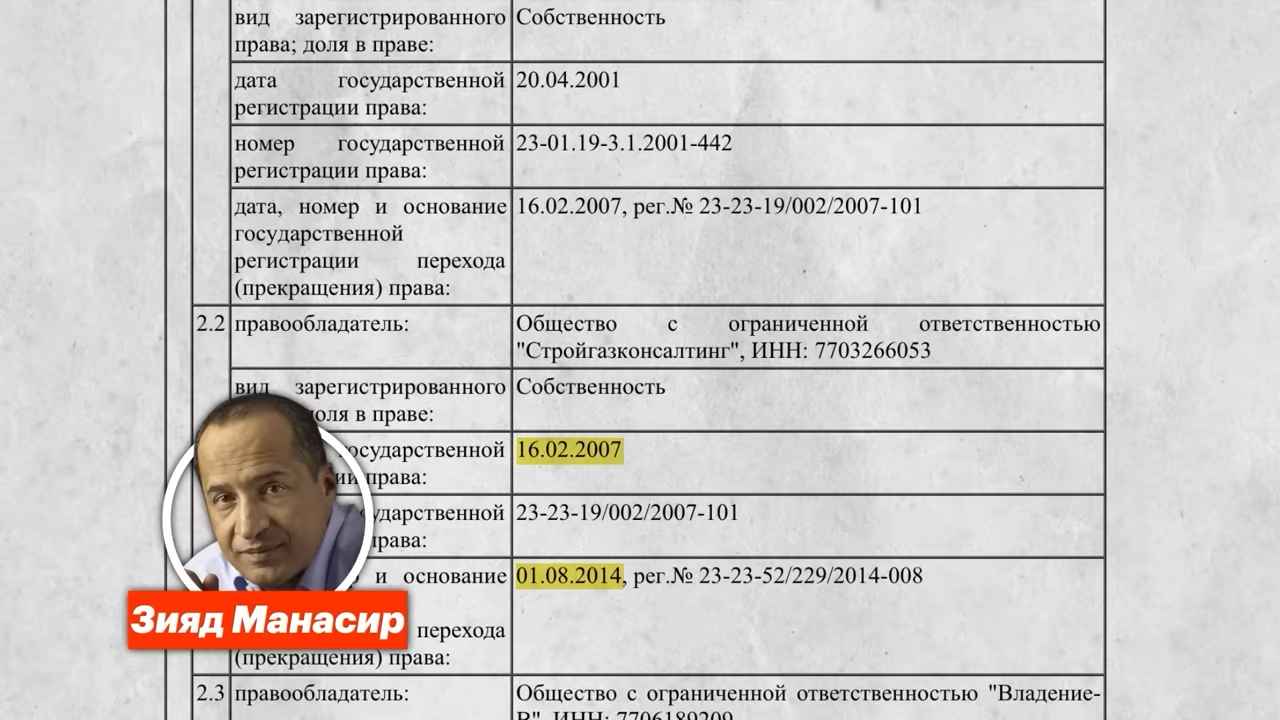 вид зарегистрированного Собственность
права; доля в праве:
дата государственной 20.04.2001
регистрации права:
номер государственной 23-01.19-3.1.2001-442
регистрации права:
дата, номер и основание 16.02.2007, рег.№ 23-23-19/002/2007-101
государственной
регистрации перехода
(прекращения) права:
2.2 правообладатель: Общество с ограниченной ответственностью
"Стройгазконсалтинг", ИНН: 7703266053
вид зарегистрированного Собственность
доля в праве:
государственной 16.02.2007
права:
23-23-19/002/2007-101
права:
и основание 01.08.2014, рег.№ 23-23-52/229/2014-008
Зияд Манасир
перехода
(прекращения) права:
2.3 правообладатель: Общество с ограниченной ответственностью "Владение-
В", ИНН: 7706189209